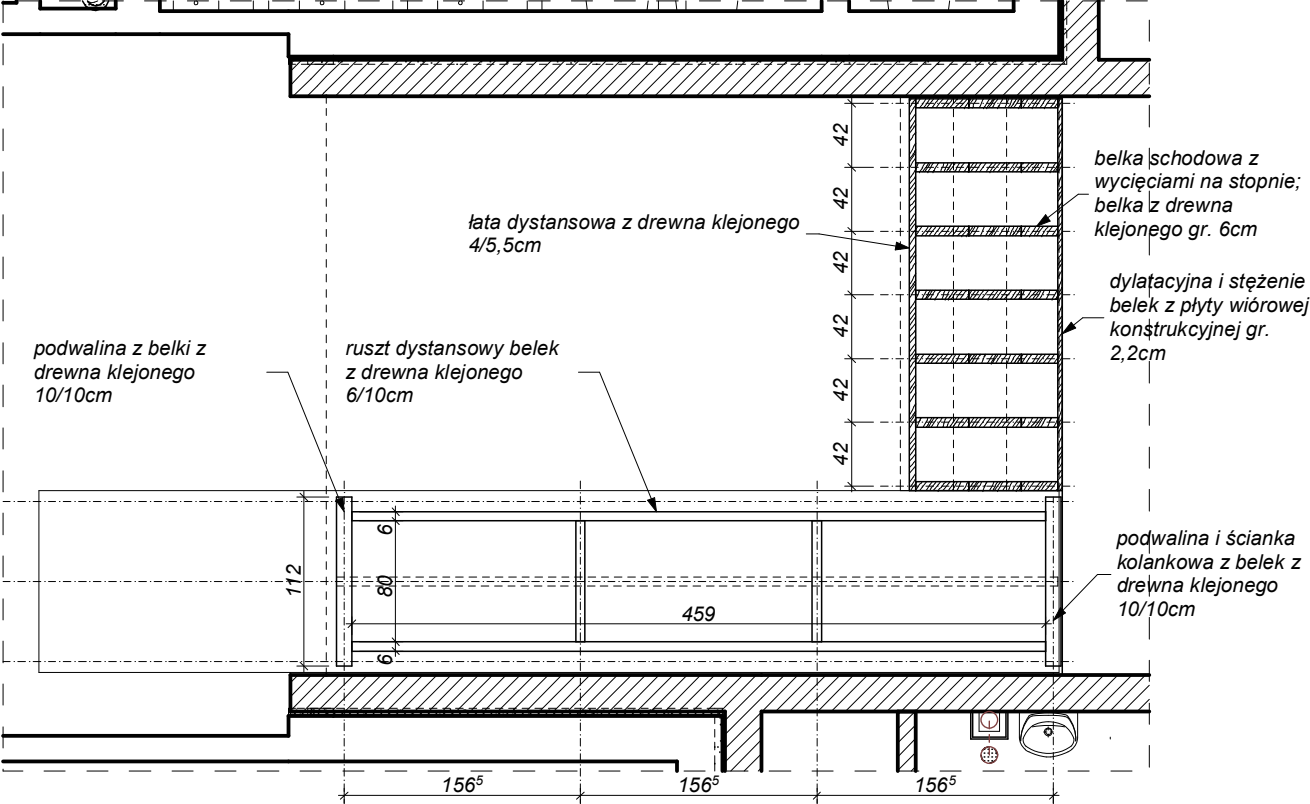 42
42
42
42
42
42
belka schodowa z
wycięciami na stopnie;
belka z drewna
klejonego gr. 6cm
łata dystansowa z drewna klejonego
4/5,5cm
dylatacyjna i stężenie
belek z płyty wiórowej
konstrukcyjnej gr.
2,2cm
podwalina z belki z
drewna klejonego
10/10cm
ruszt dystansowy belek
z drewna klejonego
6/10cm
podwalina i ścianka
kolankowa z belek z
drewna klejonego
10/10cm
112
6
80
6
459
156⁵
156⁵
156⁵